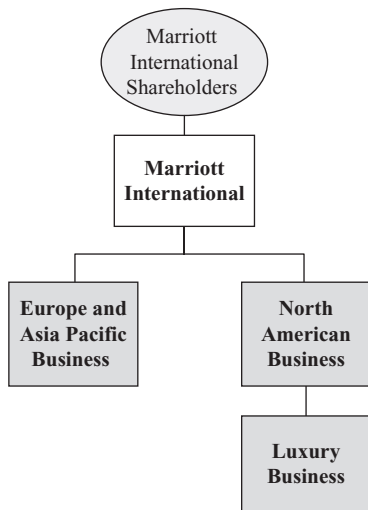 Marriott
International
Shareholders
Marriott
International
Europe and
Asia Pacific
Business
North
American
Business
Luxury
Business